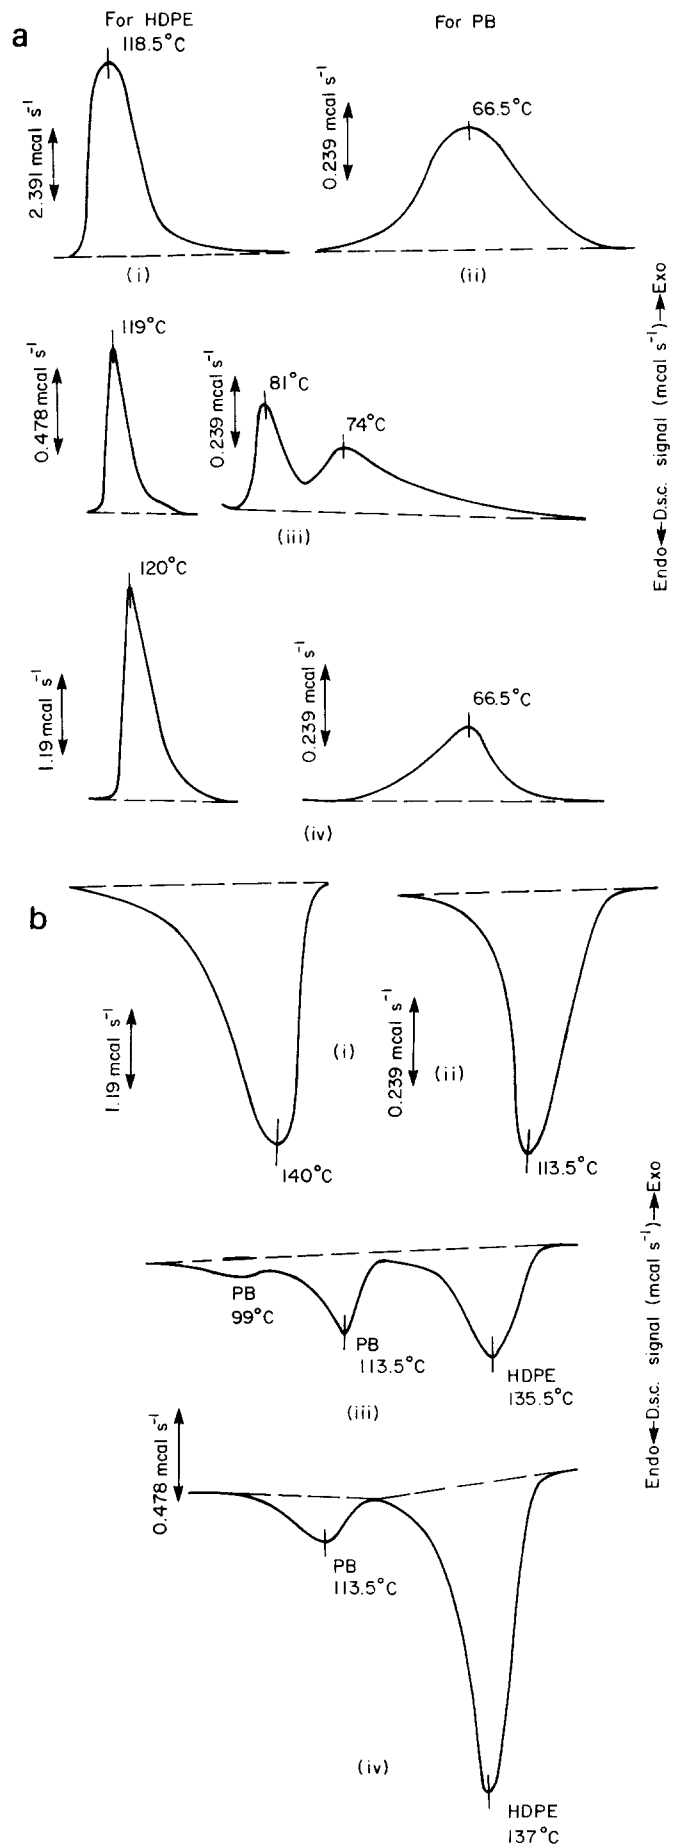 a
For HDPE
118.5°C
2.391 mcal s⁻¹
(i)
For PB
66.5°C
0.239 mcal s⁻¹
(ii)
119°C
0.478 mcal s⁻¹
81°C
74°C
0.239 mcal s⁻¹
(iii)
120°C
1.19 mcal s⁻¹
66.5°C
0.239 mcal s⁻¹
(iv)
Endo←D.s.c. signal (mcal s⁻¹)→Exo
b
1.19 mcal s⁻¹
(i)
140°C
0.239 mcal s⁻¹
(ii)
113.5°C
PB
99°C
PB
113.5°C
HDPE
135.5°C
(iii)
0.478 mcal s⁻¹
PB
113.5°C
(iv)
HDPE
137°C
Endo←D.s.c. signal (mcal s⁻¹)→Exo